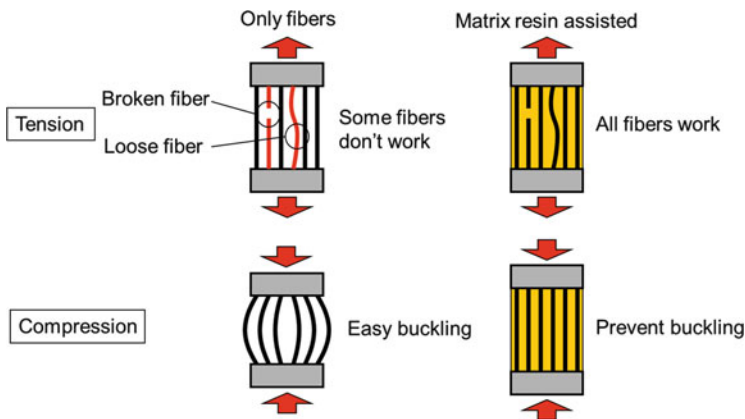 Only fibers
Matrix resin assisted
Broken fiber
Tension
Some fibers
don't work
All fibers work
Loose fiber
Compression
Easy buckling
Prevent buckling